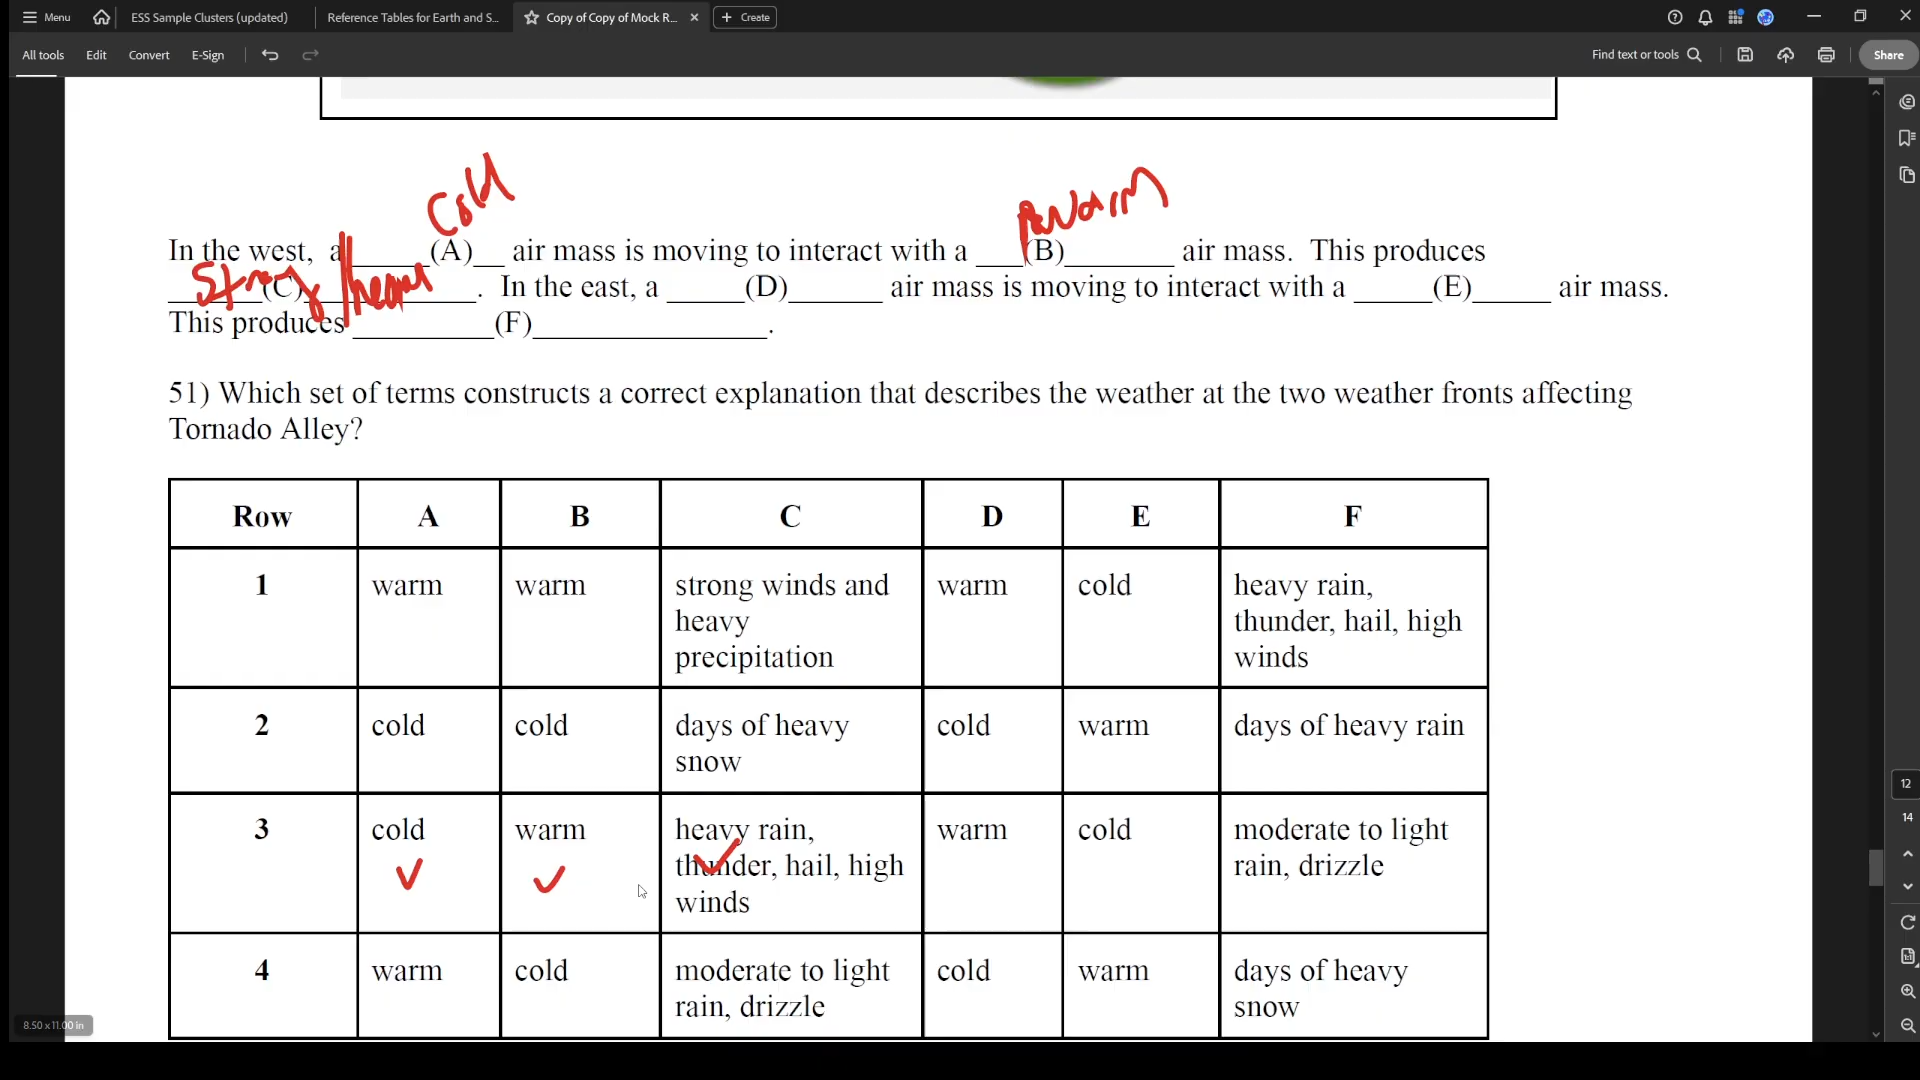 Menu
ESS Sample Clusters (updated)
Reference Tables for Earth and S...
Copy of Copy of Mock R...
Create
All tools
Edit
Convert
E-Sign
Find text or tools
Share
Cold
Warm
In the west, a _____(A)__ air mass is moving to interact with a ___(B)_______ air mass. This produces
Strong/heavy
______(C)___________. In the east, a _____(D)______ air mass is moving to interact with a _____(E)_____ air mass.
This produces _________(F)_______________.
51) Which set of terms constructs a correct explanation that describes the weather at the two weather fronts affecting
Tornado Alley?
Row A B C D E F
1 warm warm strong winds and heavy precipitation warm cold heavy rain, thunder, hail, high winds
2 cold cold days of heavy snow cold warm days of heavy rain
3 cold warm heavy rain, thunder, hail, high winds warm cold moderate to light rain, drizzle
4 warm cold moderate to light rain, drizzle cold warm days of heavy snow
12
14
8.50 x 11.00 in